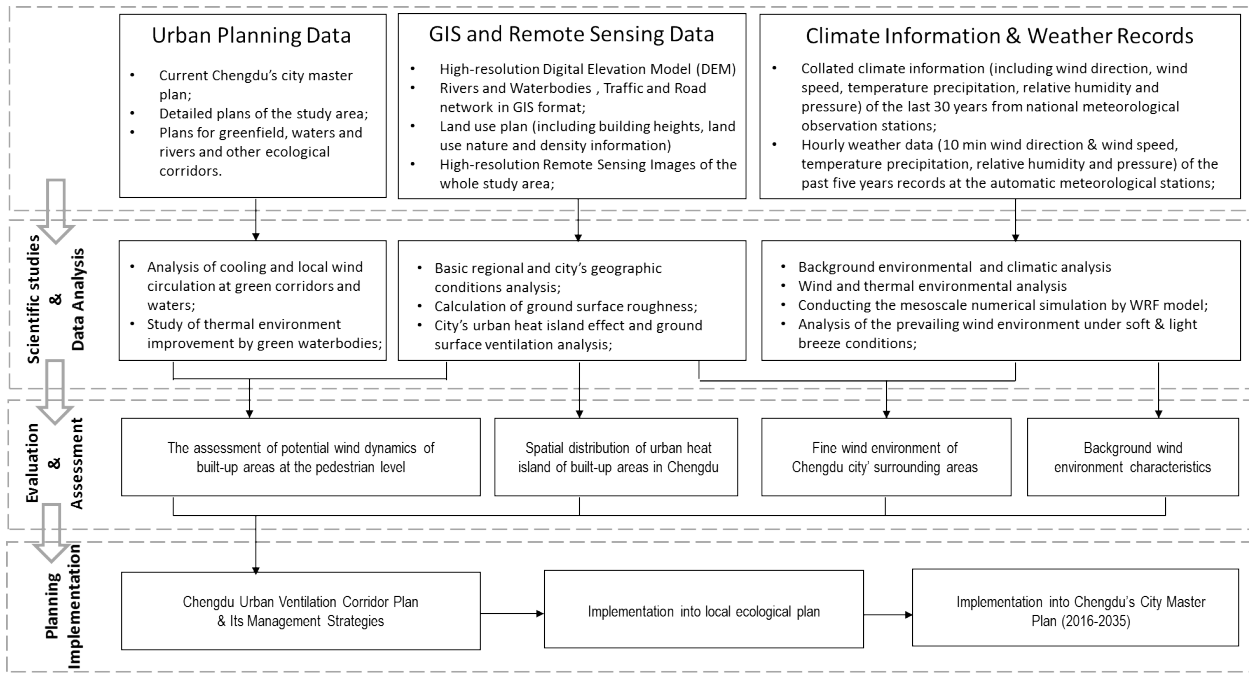 Urban Planning Data
• Current Chengdu's city master
plan;
• Detailed plans of the study area;
• Plans for greenfield, waters and
rivers and other ecological
corridors.
GIS and Remote Sensing Data
• High-resolution Digital Elevation Model (DEM)
• Rivers and Waterbodies , Traffic and Road
network in GIS format;
• Land use plan (including building heights, land
use nature and density information)
• High-resolution Remote Sensing Images of the
whole study area;
Climate Information & Weather Records
• Collated climate information (including wind direction, wind
speed, temperature precipitation, relative humidity and
pressure) of the last 30 years from national meteorological
observation stations;
• Hourly weather data (10 min wind direction & wind speed,
temperature precipitation, relative humidity and pressure) of the
past five years records at the automatic meteorological stations;
Scientific studies
&
Data Analysis
• Analysis of cooling and local wind
circulation at green corridors and
waters;
• Study of thermal environment
improvement by green waterbodies;
• Basic regional and city's geographic
conditions analysis;
• Calculation of ground surface roughness;
• City's urban heat island effect and ground
surface ventilation analysis;
• Background environmental and climatic analysis
• Wind and thermal environmental analysis
• Conducting the mesoscale numerical simulation by WRF model;
• Analysis of the prevailing wind environment under soft & light
breeze conditions;
Evaluation
&
Assessment
The assessment of potential wind dynamics of
built-up areas at the pedestrian level
Spatial distribution of urban heat
island of built-up areas in Chengdu
Fine wind environment of
Chengdu city' surrounding areas
Background wind
environment characteristics
Planning
Implementation
Chengdu Urban Ventilation Corridor Plan
& Its Management Strategies
Implementation into local ecological plan
Implementation into Chengdu's City Master
Plan (2016-2035)